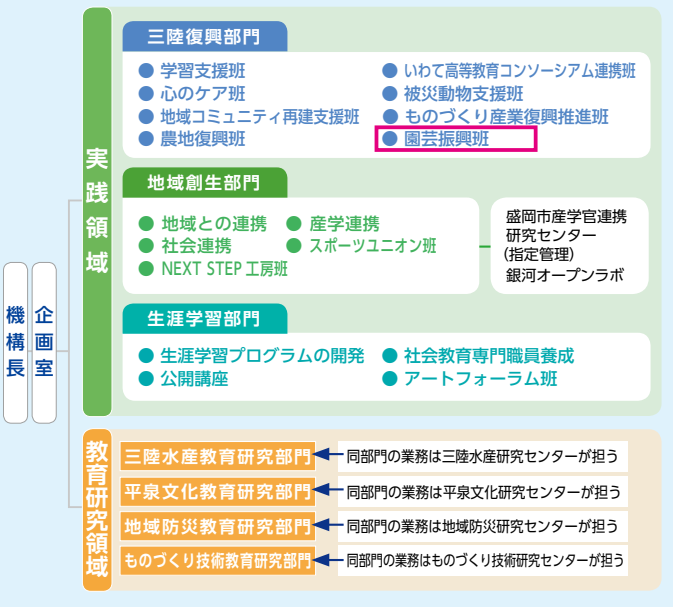 機構長
企画室
実践領域
三陸復興部門
● 学習支援班
● 心のケア班
● 地域コミュニティ再建支援班
● 農地復興班
● いわて高等教育コンソーシアム連携班
● 被災動物支援班
● ものづくり産業復興推進班
● 園芸振興班
地域創生部門
● 地域との連携
● 社会連携
● NEXT STEP 工房班
● 産学連携
● スポーツユニオン班
盛岡市産学官連携
研究センター
(指定管理)
銀河オープンラボ
生涯学習部門
● 生涯学習プログラムの開発
● 公開講座
● 社会教育専門職員養成
● アートフォーラム班
教育研究領域
三陸水産教育研究部門
同部門の業務は三陸水産研究センターが担う
平泉文化教育研究部門
同部門の業務は平泉文化研究センターが担う
地域防災教育研究部門
同部門の業務は地域防災研究センターが担う
ものづくり技術教育研究部門
同部門の業務はものづくり技術研究センターが担う